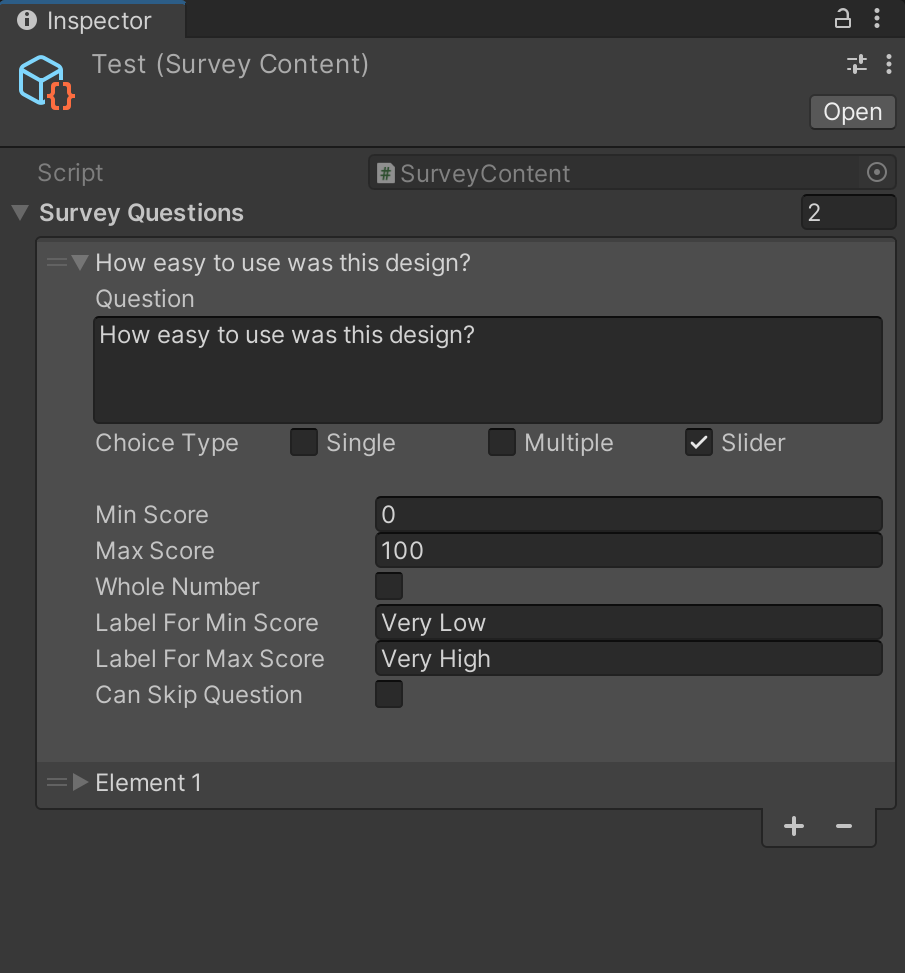 Inspector
Test (Survey Content)
Open
Script
# SurveyContent
Survey Questions
2
How easy to use was this design?
Question
How easy to use was this design?
Choice Type Single Multiple Slider
Min Score 0
Max Score 100
Whole Number
Label For Min Score Very Low
Label For Max Score Very High
Can Skip Question
Element 1